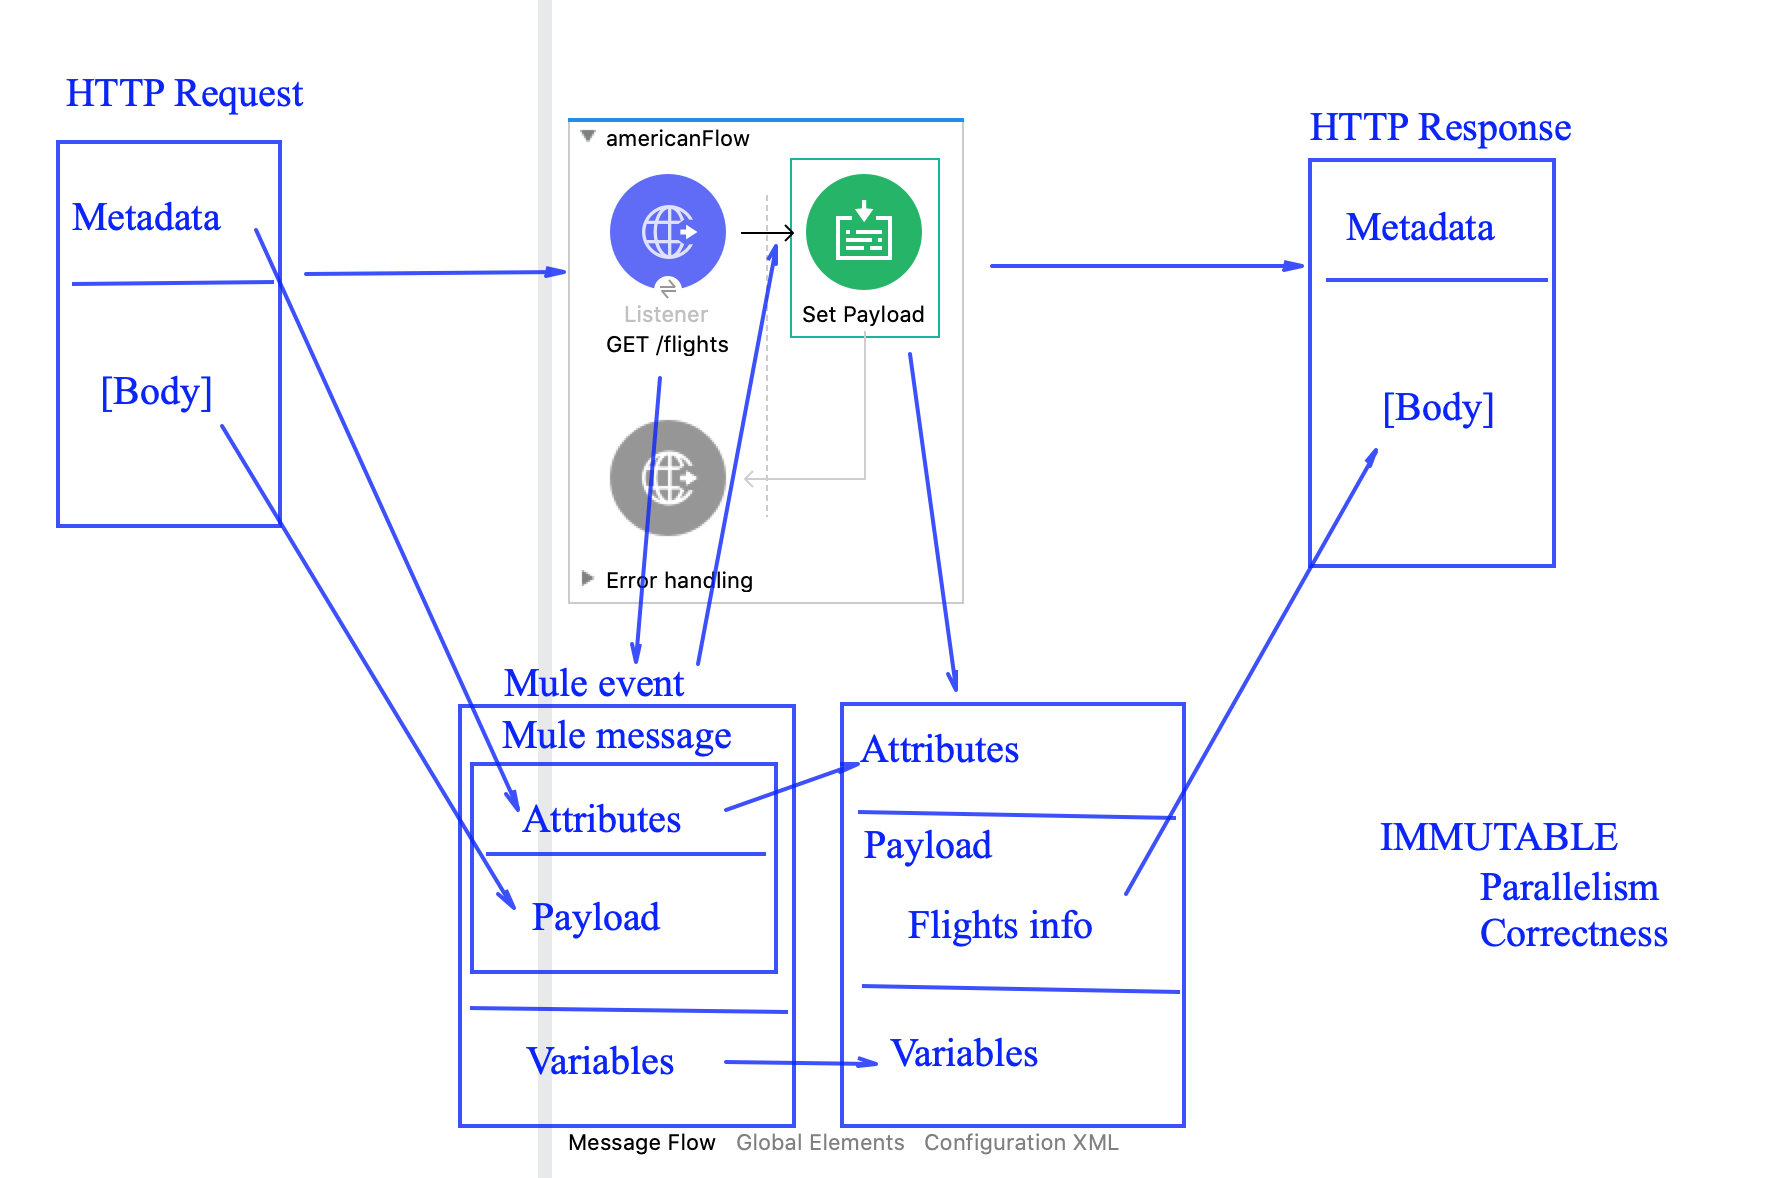 HTTP Request
Metadata
[Body]
americanFlow
Listener
GET /flights
Set Payload
Error handling
HTTP Response
Metadata
[Body]
Mule event
Mule message
Attributes
Payload
Variables
Attributes
Payload
Flights info
Variables
IMMUTABLE
Parallelism
Correctness
Message Flow Global Elements Configuration XML